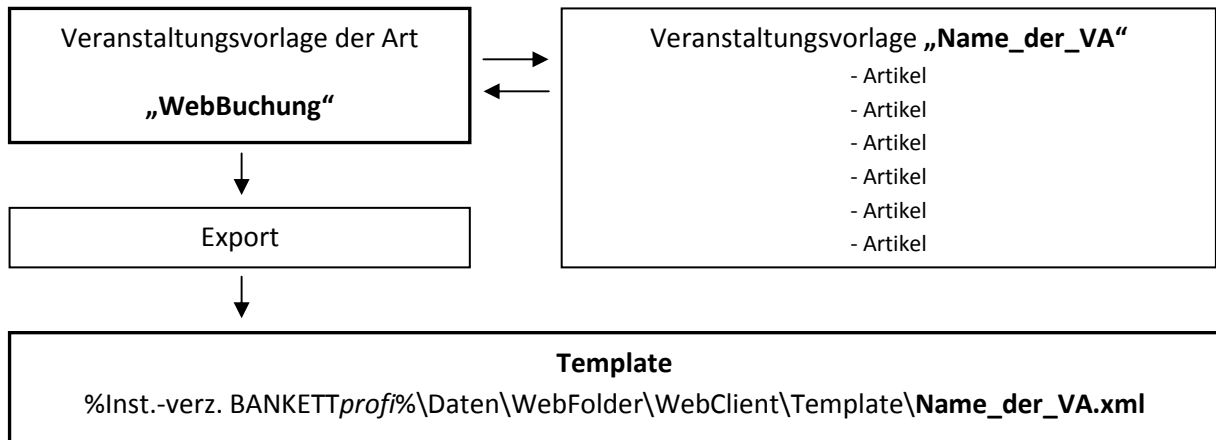 Veranstaltungsvorlage der Art
„WebBuchung“
Veranstaltungsvorlage „Name_der_VA“
- Artikel
- Artikel
- Artikel
- Artikel
- Artikel
- Artikel
Export
Template
%Inst.-verz. BANKETTprofi%\Daten\WebFolder\WebClient\Template\Name_der_VA.xml